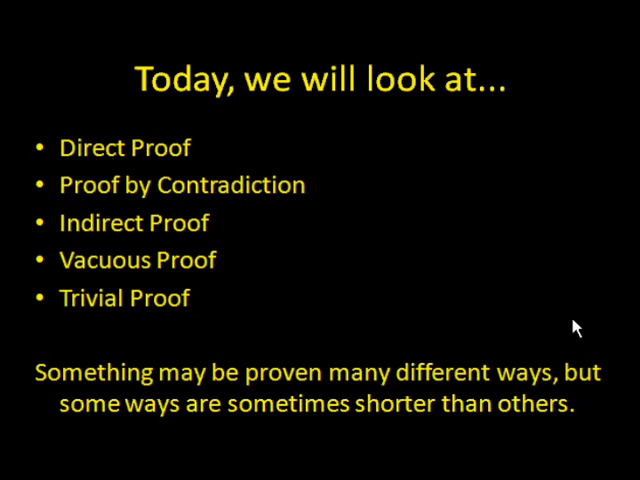 Today, we will look at...
• Direct Proof
• Proof by Contradiction
• Indirect Proof
• Vacuous Proof
• Trivial Proof
Something may be proven many different ways, but
some ways are sometimes shorter than others.